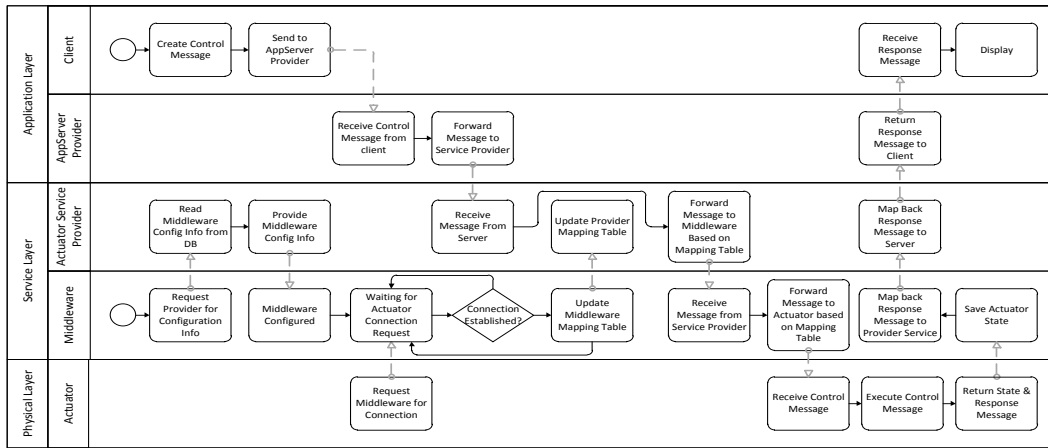 Application Layer
Client
Create Control
Message
Send to
AppServer
Provider
Receive
Response
Message
Display
AppServer
Provider
Receive Control
Message from
client
Forward
Message to
Service Provider
Return
Response
Message to
Client
Service Layer
Actuator Service
Provider
Read
Middleware
Config Info from
DB
Provide
Middleware
Config Info
Receive
Message From
Server
Update Provider
Mapping Table
Forward
Message to
Middleware
Based on
Mapping Table
Map Back
Response
Message to
Server
Middleware
Request
Provider for
Configuration
Info
Middleware
Configured
Waiting for
Actuator
Connection
Request
Connection
Established?
Update
Middleware
Mapping Table
Receive
Message from
Service Provider
Forward
Message to
Actuator based
on Mapping
Table
Map back
Response
Message to
Provider Service
Save Actuator
State
Physical Layer
Actuator
Request
Middleware for
Connection
Receive Control
Message
Execute Control
Message
Return State &
Response
Message